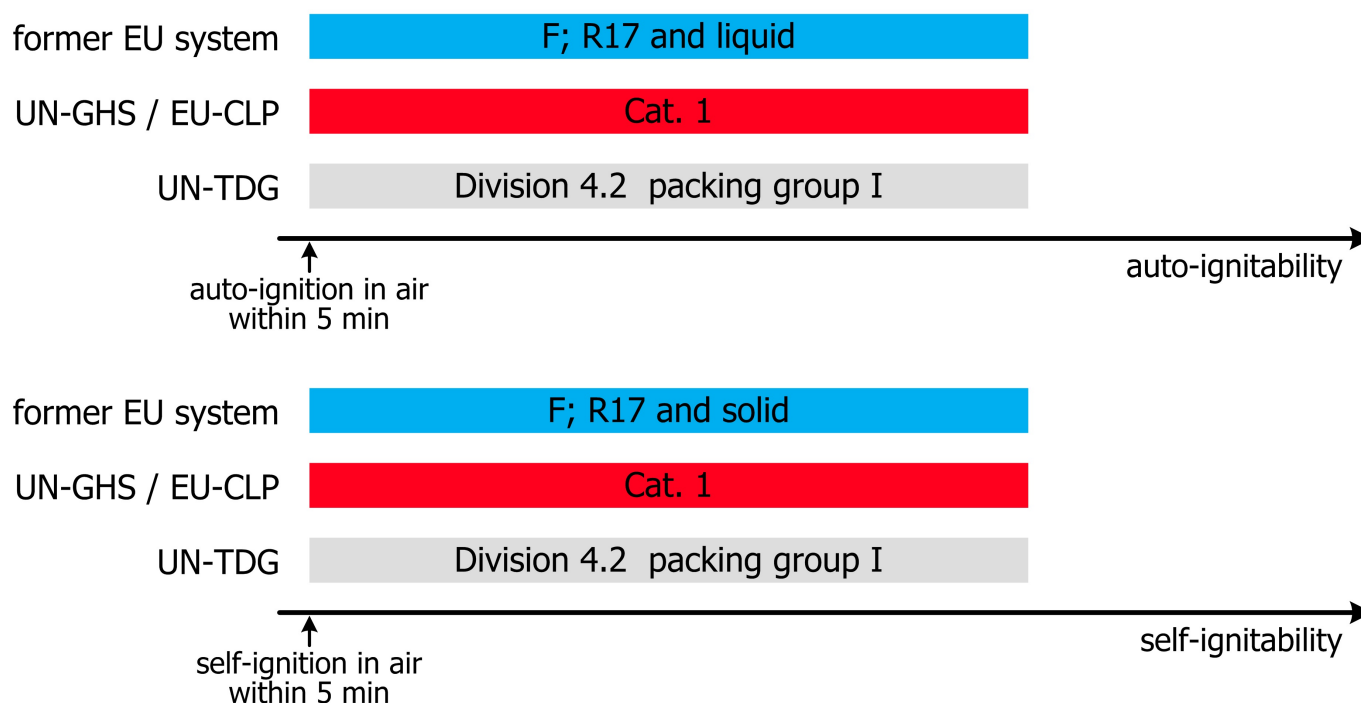 former EU system F; R17 and liquid
UN-GHS / EU-CLP Cat. 1
UN-TDG Division 4.2 packing group I
auto-ignitability
auto-ignition in air
within 5 min
former EU system F; R17 and solid
UN-GHS / EU-CLP Cat. 1
UN-TDG Division 4.2 packing group I
self-ignitability
self-ignition in air
within 5 min